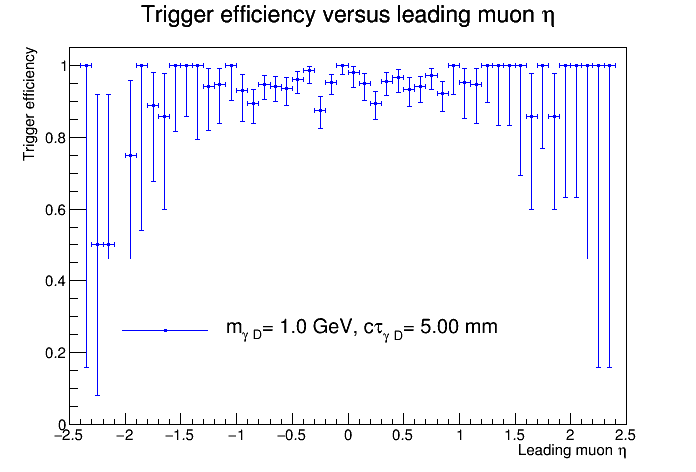 Trigger efficiency versus leading muon η
Trigger efficiency
1
0.8
0.6
0.4
0.2
0
−2.5 −2 −1.5 −1 −0.5 0 0.5 1 1.5 2 2.5
Leading muon η
mγ D= 1.0 GeV, cτγ D= 5.00 mm